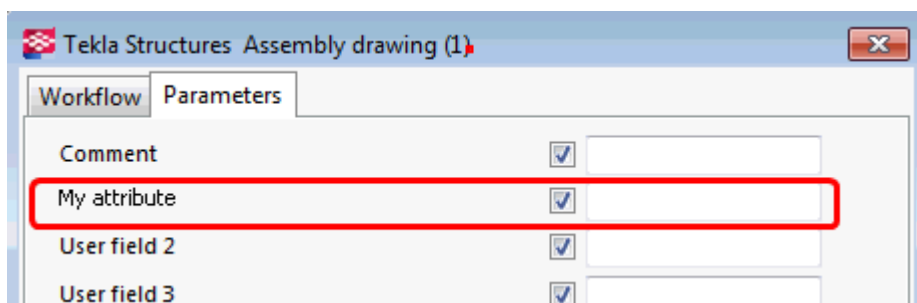 Tekla Structures Assembly drawing (1)
Workflow Parameters
Comment
My attribute
User field 2
User field 3